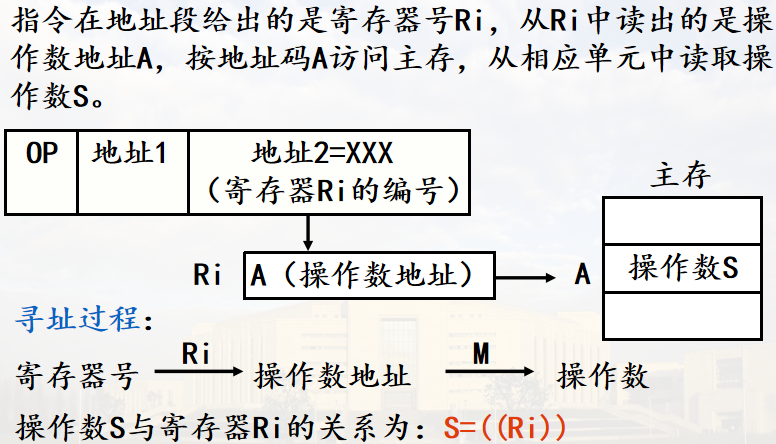 指令在地址段给出的是寄存器号Ri，从Ri中读出的是操
作数地址A，按地址码A访问主存，从相应单元中读取操
作数S。
OP 地址1 地址2=XXX
（寄存器Ri的编号）
主存
Ri A（操作数地址） A 操作数S
寻址过程：
Ri M
寄存器号 操作数地址 操作数
操作数S与寄存器Ri的关系为：S=((Ri))